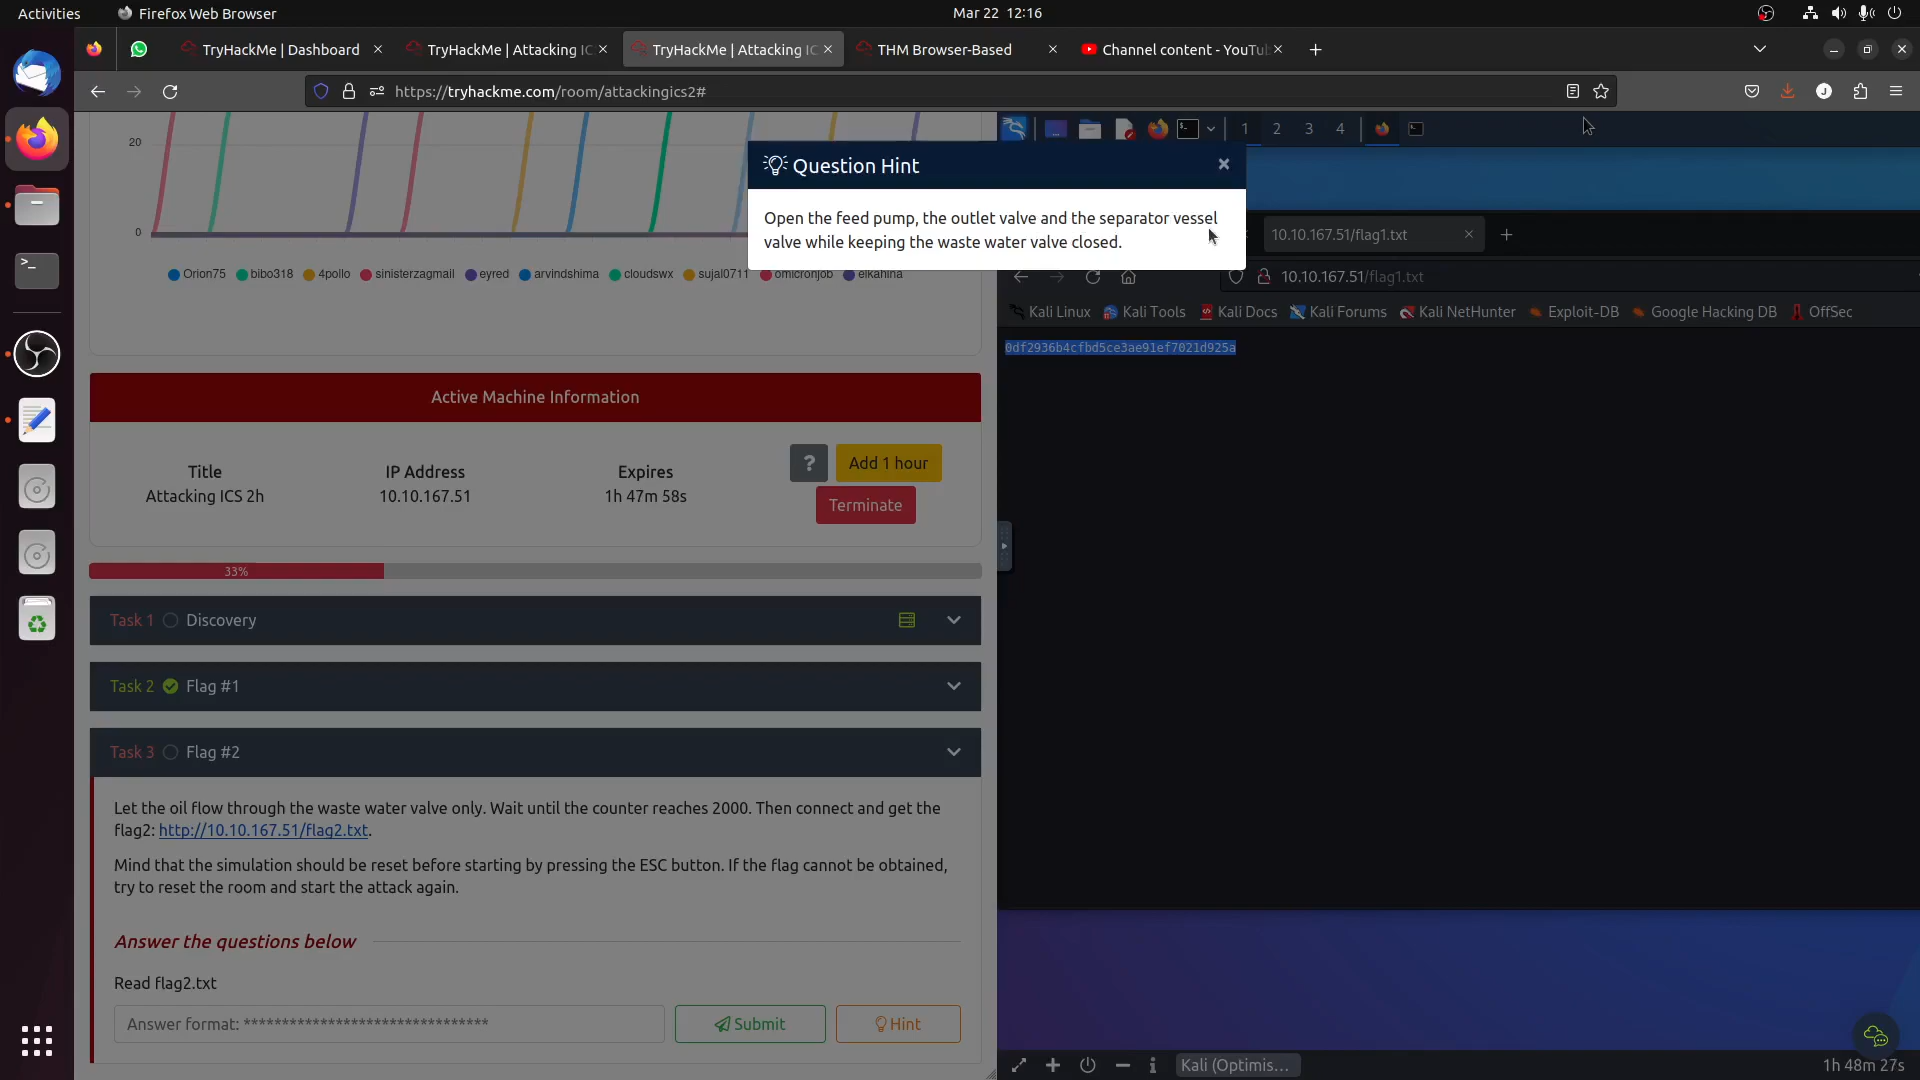 Activities
Firefox Web Browser
Mar 22 12:16
TryHackMe | Dashboard
TryHackMe | Attacking IC
TryHackMe | Attacking IC
THM Browser-Based
Channel content - YouTub
https://tryhackme.com/room/attackingics2#
20
0
Orion75
bibo318
4pollo
sinisterzagmail
eyred
arvindshima
cloudswx
sujal0711
omicronjob
elkahina
1
2
3
4
Question Hint
Open the feed pump, the outlet valve and the separator vessel
valve while keeping the waste water valve closed.
10.10.167.51/flag1.txt
10.10.167.51/flag1.txt
Kali Linux
Kali Tools
Kali Docs
Kali Forums
Kali NetHunter
Exploit-DB
Google Hacking DB
OffSec
0df2936b4cfbd5ce3ae91ef7021d925a
Active Machine Information
Title
IP Address
Expires
?
Add 1 hour
Attacking ICS 2h
10.10.167.51
1h 47m 58s
Terminate
33%
Task 1
Discovery
Task 2
Flag #1
Task 3
Flag #2
Let the oil flow through the waste water valve only. Wait until the counter reaches 2000. Then connect and get the
flag2: http://10.10.167.51/flag2.txt.
Mind that the simulation should be reset before starting by pressing the ESC button. If the flag cannot be obtained,
try to reset the room and start the attack again.
Answer the questions below
Read flag2.txt
Answer format: ********************************
Submit
Hint
Kali (Optimis...
1h 48m 27s